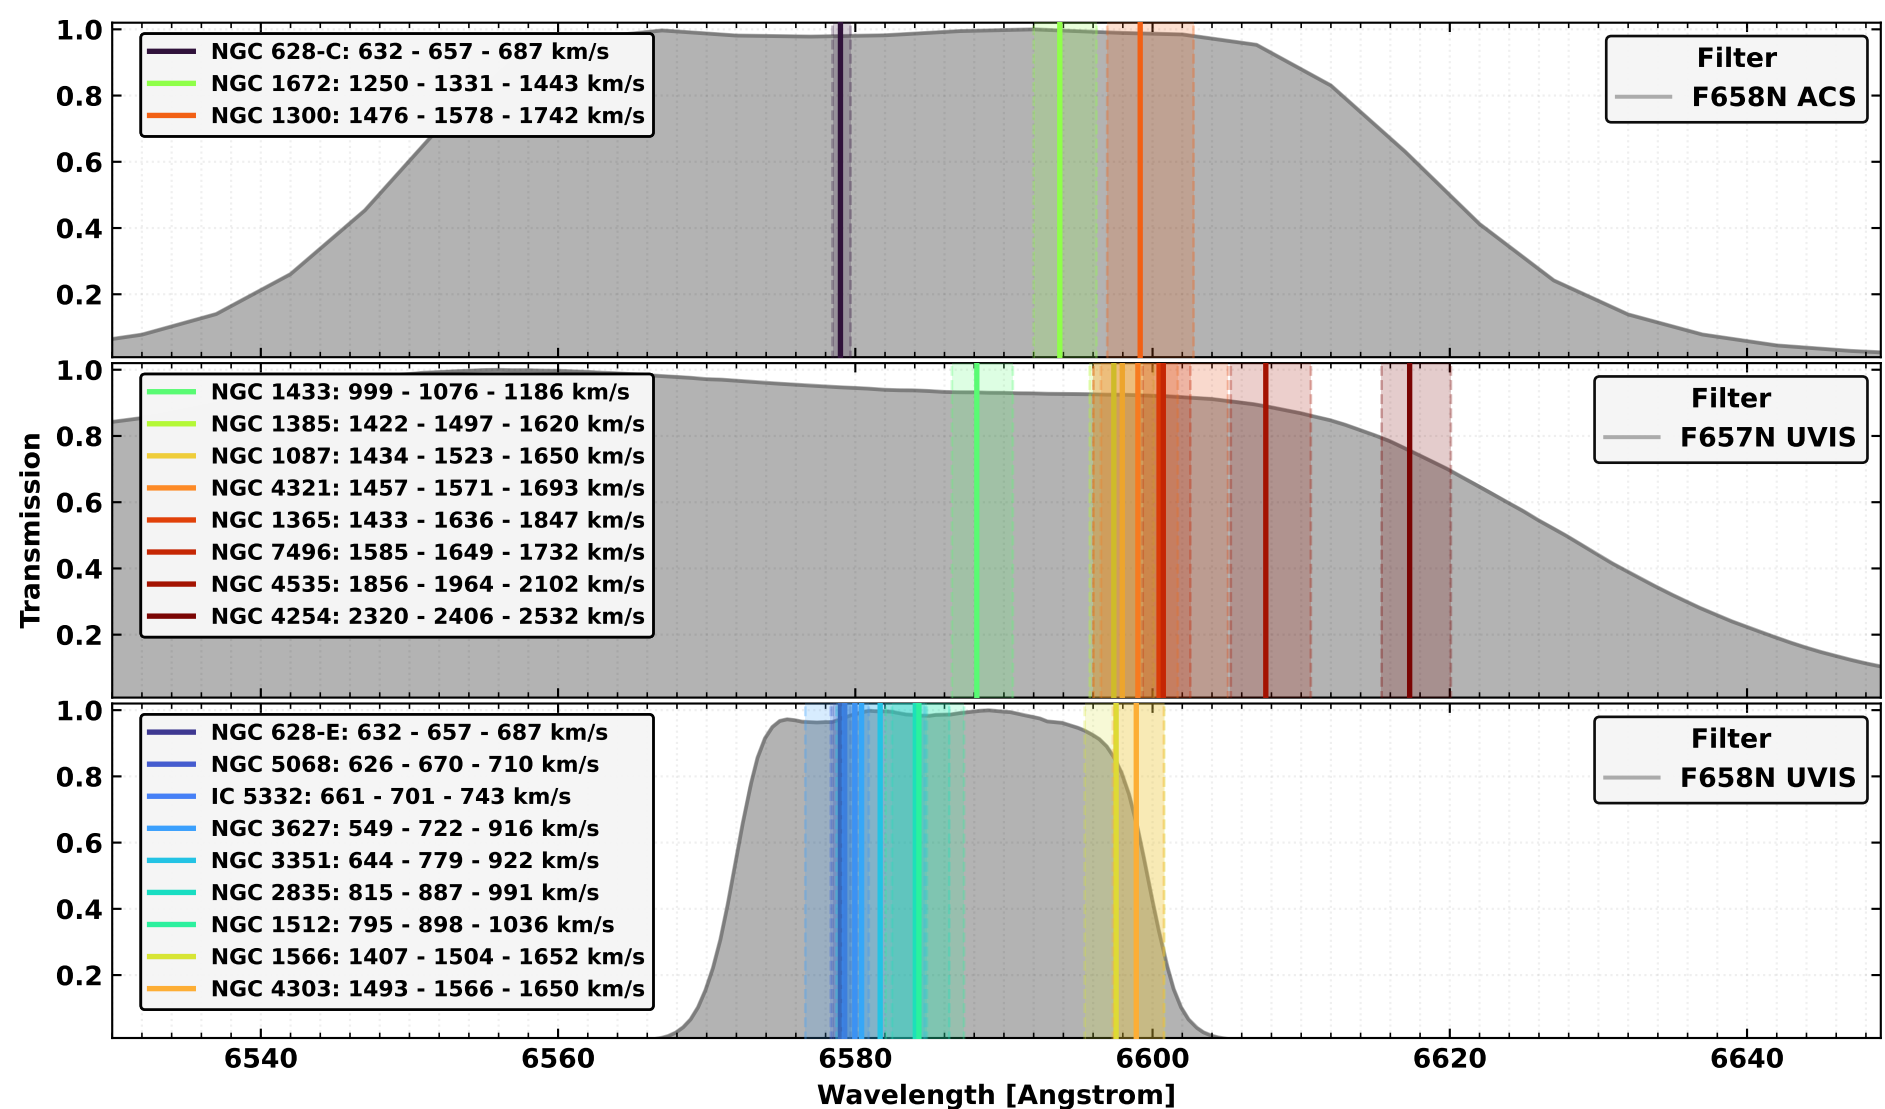 1.0
0.8
0.6
0.4
0.2
NGC 628-C: 632 - 657 - 687 km/s
NGC 1672: 1250 - 1331 - 1443 km/s
NGC 1300: 1476 - 1578 - 1742 km/s
Filter
F658N ACS
Transmission
1.0
0.8
0.6
0.4
0.2
NGC 1433: 999 - 1076 - 1186 km/s
NGC 1385: 1422 - 1497 - 1620 km/s
NGC 1087: 1434 - 1523 - 1650 km/s
NGC 4321: 1457 - 1571 - 1693 km/s
NGC 1365: 1433 - 1636 - 1847 km/s
NGC 7496: 1585 - 1649 - 1732 km/s
NGC 4535: 1856 - 1964 - 2102 km/s
NGC 4254: 2320 - 2406 - 2532 km/s
Filter
F657N UVIS
1.0
0.8
0.6
0.4
0.2
NGC 628-E: 632 - 657 - 687 km/s
NGC 5068: 626 - 670 - 710 km/s
IC 5332: 661 - 701 - 743 km/s
NGC 3627: 549 - 722 - 916 km/s
NGC 3351: 644 - 779 - 922 km/s
NGC 2835: 815 - 887 - 991 km/s
NGC 1512: 795 - 898 - 1036 km/s
NGC 1566: 1407 - 1504 - 1652 km/s
NGC 4303: 1493 - 1566 - 1650 km/s
Filter
F658N UVIS
6540 6560 6580 6600 6620 6640
Wavelength [Angstrom]